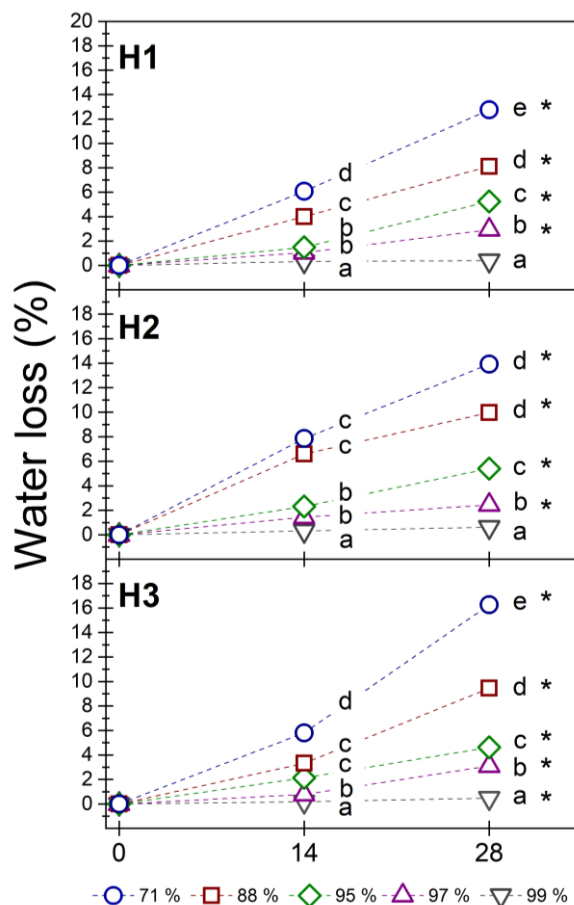 Water loss (%)
20
18
H1
16
14
12 e *
10
8 d *
6 d c *
4 c
2 b b *
b
0 a a
18
H2
16
14 d *
12
10 d *
8 c
6 c c *
4
2 b b *
b
0 a a
18
H3
16 e *
14
12
10 d *
8 d
6
4 c c *
2 c b *
b
0 a a *
0 14 28
71 % 88 % 95 % 97 % 99 %